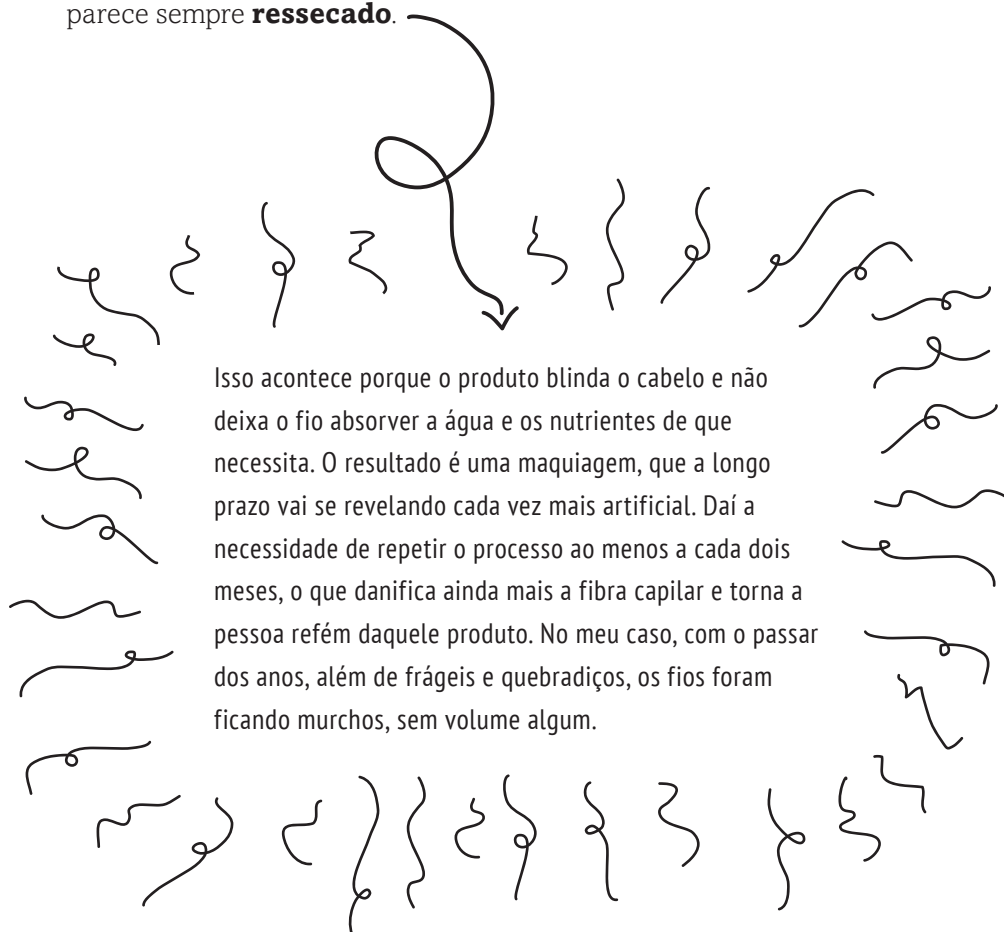 parece sempre ressecado.
Isso acontece porque o produto blinda o cabelo e não
deixa o fio absorver a água e os nutrientes de que
necessita. O resultado é uma maquiagem, que a longo
prazo vai se revelando cada vez mais artificial. Daí a
necessidade de repetir o processo ao menos a cada dois
meses, o que danifica ainda mais a fibra capilar e torna a
pessoa refém daquele produto. No meu caso, com o passar
dos anos, além de frágeis e quebradiços, os fios foram
ficando murchos, sem volume algum.